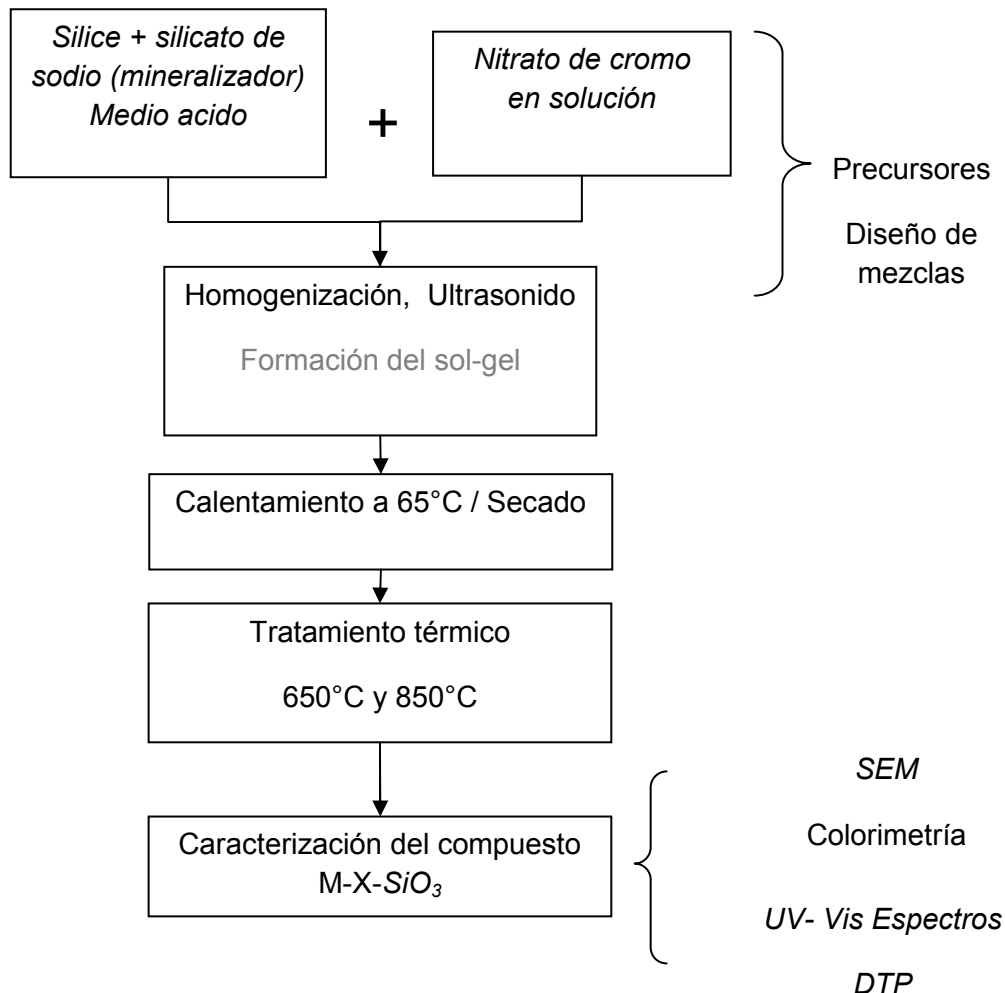 Silice + silicato de
sodio (mineralizador)
Medio acido
+
Nitrato de cromo
en solución
Precursores
Diseño de
mezclas
Homogenización, Ultrasonido
Formación del sol-gel
Calentamiento a 65°C / Secado
Tratamiento térmico
650°C y 850°C
Caracterización del compuesto
M-X-SiO₃
SEM
Colorimetría
UV- Vis Espectros
DTP